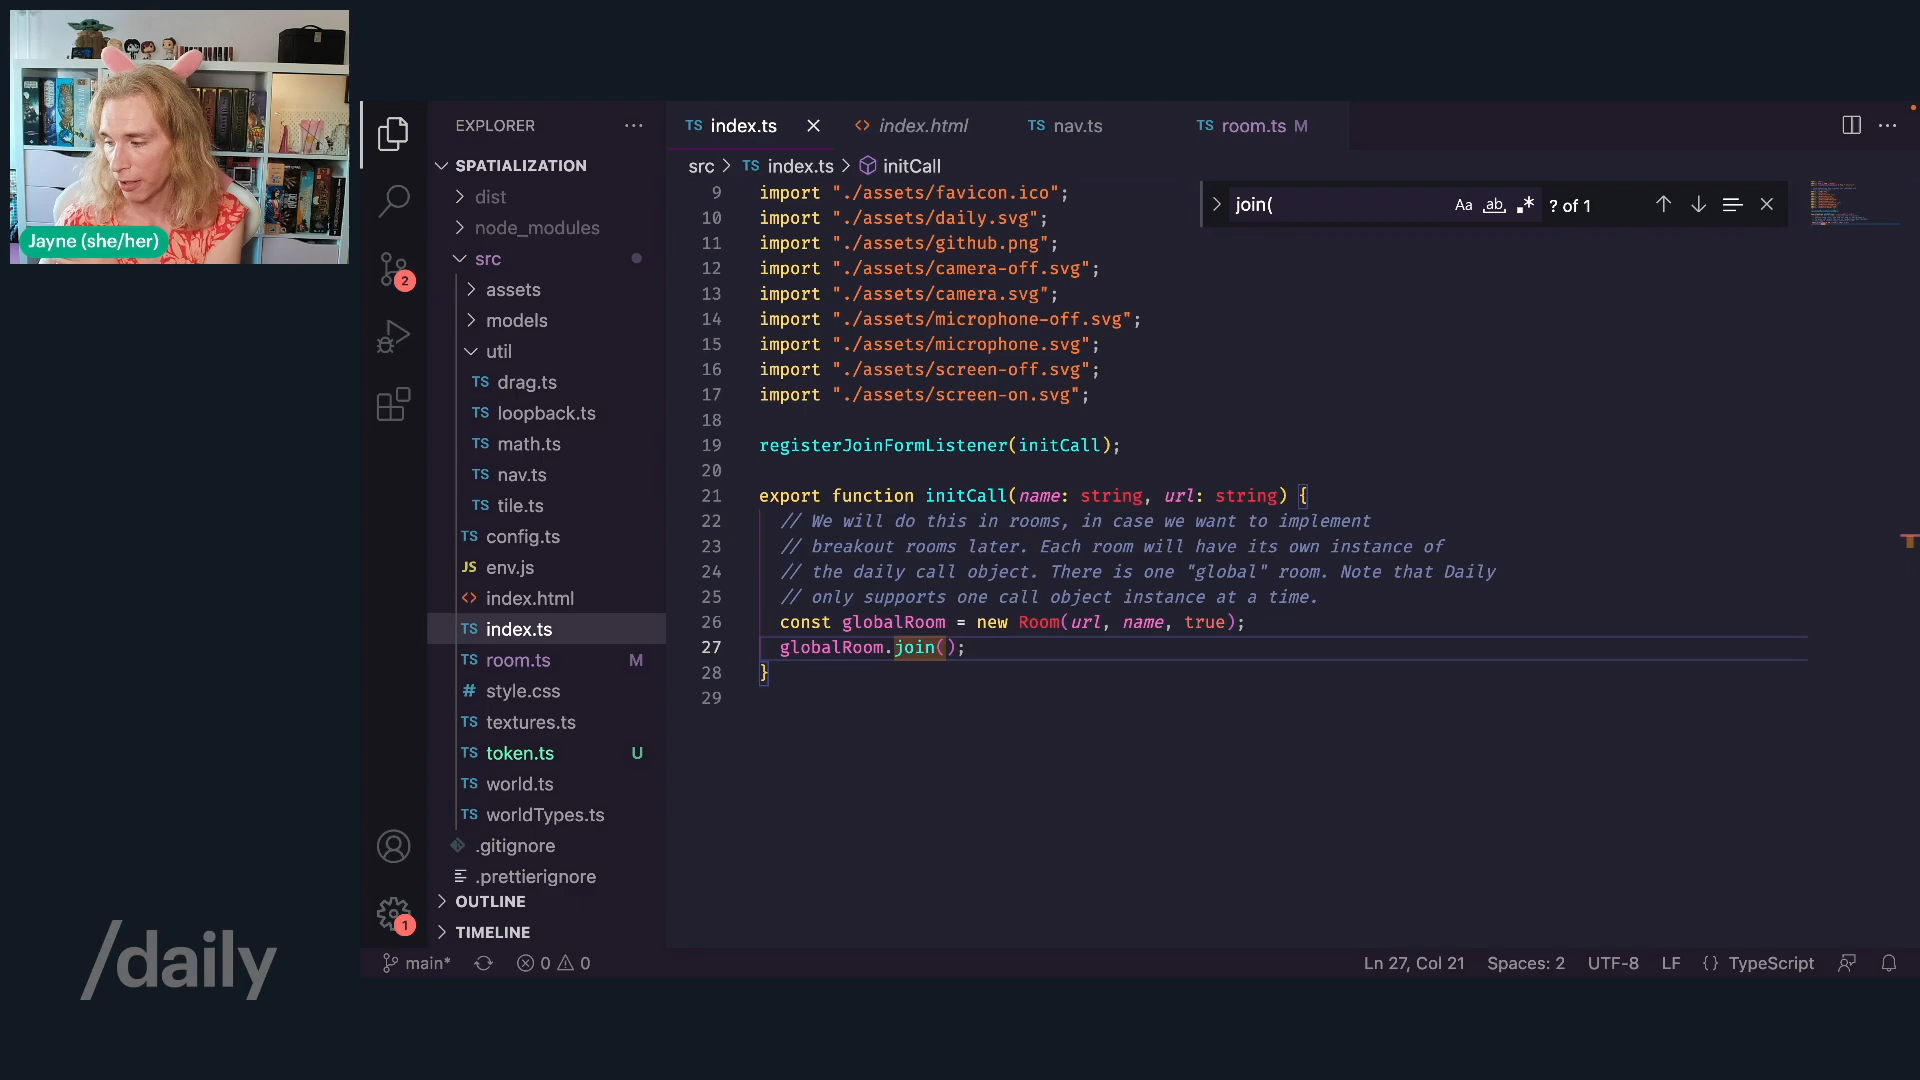 Jayne (she/her)
/daily
EXPLORER
SPATIALIZATION
dist
node_modules
src
assets
models
util
TS drag.ts
TS loopback.ts
TS math.ts
TS nav.ts
TS tile.ts
TS config.ts
JS env.js
<> index.html
TS index.ts
TS room.ts M
# style.css
TS textures.ts
TS token.ts U
TS world.ts
TS worldTypes.ts
.gitignore
.prettierignore
OUTLINE
TIMELINE
2
1
TS index.ts
<> index.html
TS nav.ts
TS room.ts M
src > TS index.ts > initCall
join(
Aa ab .* ? of 1
9 import "./assets/favicon.ico";
10 import "./assets/daily.svg";
11 import "./assets/github.png";
12 import "./assets/camera-off.svg";
13 import "./assets/camera.svg";
14 import "./assets/microphone-off.svg";
15 import "./assets/microphone.svg";
16 import "./assets/screen-off.svg";
17 import "./assets/screen-on.svg";
18
19 registerJoinFormListener(initCall);
20
21 export function initCall(name: string, url: string) {
22 // We will do this in rooms, in case we want to implement
23 // breakout rooms later. Each room will have its own instance of
24 // the daily call object. There is one "global" room. Note that Daily
25 // only supports one call object instance at a time.
26 const globalRoom = new Room(url, name, true);
27 globalRoom.join();
28 }
29
main* 0 0
Ln 27, Col 21 Spaces: 2 UTF-8 LF {} TypeScript